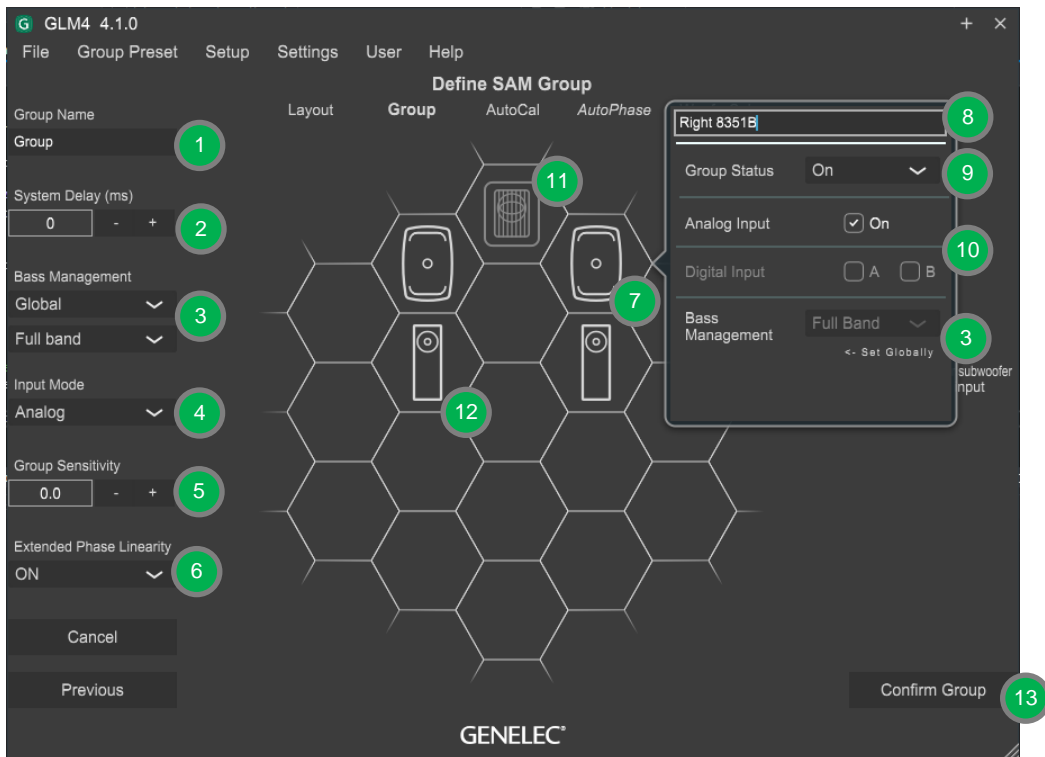 G GLM4 4.1.0 + ×
File Group Preset Setup Settings User Help
Define SAM Group
Layout Group AutoCal AutoPhase
Group Name
Group
1
System Delay (ms)
0 - +
2
Bass Management
Global
Full band
3
Input Mode
Analog
4
Group Sensitivity
0.0 - +
5
Extended Phase Linearity
ON
6
Cancel
Previous
11
7
12
Right 8351B
8
Group Status On
9
Analog Input On
10
Digital Input A B
Bass
Management
Full Band
3
<- Set Globally
subwoofer
nput
Confirm Group
13
GENELEC®